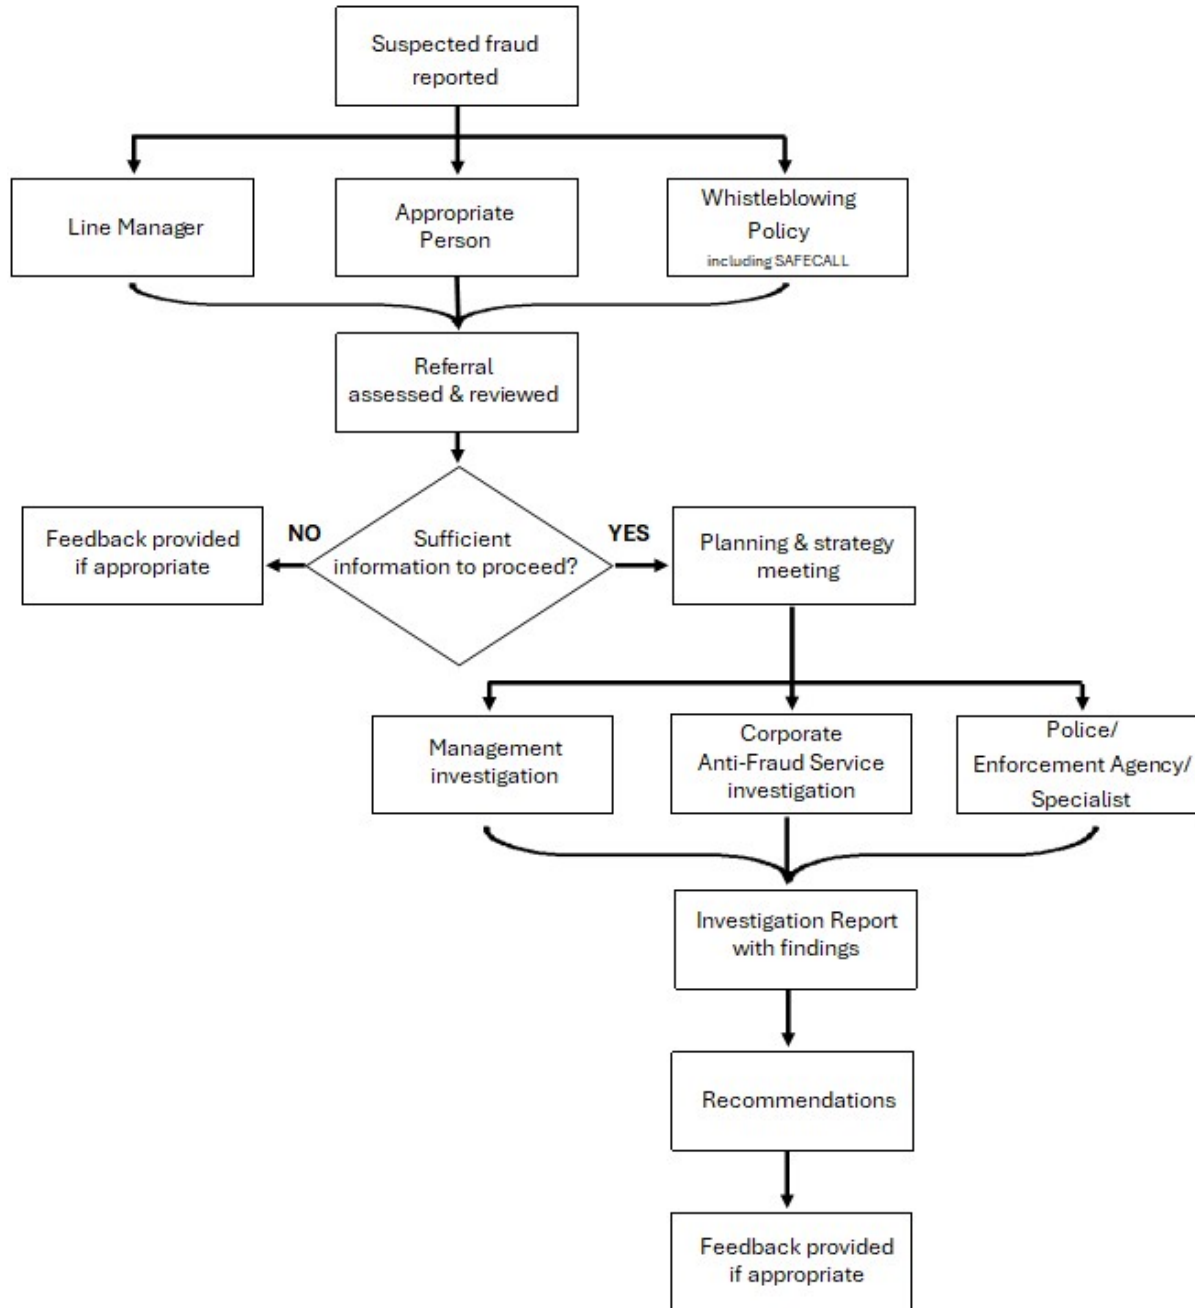 Suspected fraud
reported
Line Manager
Appropriate
Person
Whistleblowing
Policy
including SAFECALL
Referral
assessed & reviewed
Feedback provided
if appropriate
NO
Sufficient
information to proceed?
YES
Planning & strategy
meeting
Management
investigation
Corporate
Anti-Fraud Service
investigation
Police/
Enforcement Agency/
Specialist
Investigation Report
with findings
Recommendations
Feedback provided
if appropriate